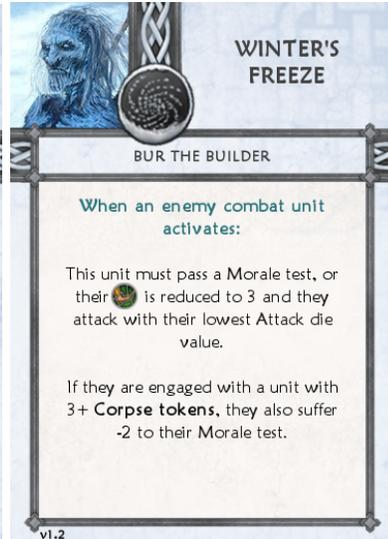 WINTER'S
FREEZE
BUR THE BUILDER
When an enemy combat unit
activates:
This unit must pass a Morale test, or
their is reduced to 3 and they
attack with their lowest Attack die
value.
If they are engaged with a unit with
3+ Corpse tokens, they also suffer
-2 to their Morale test.
v1.2